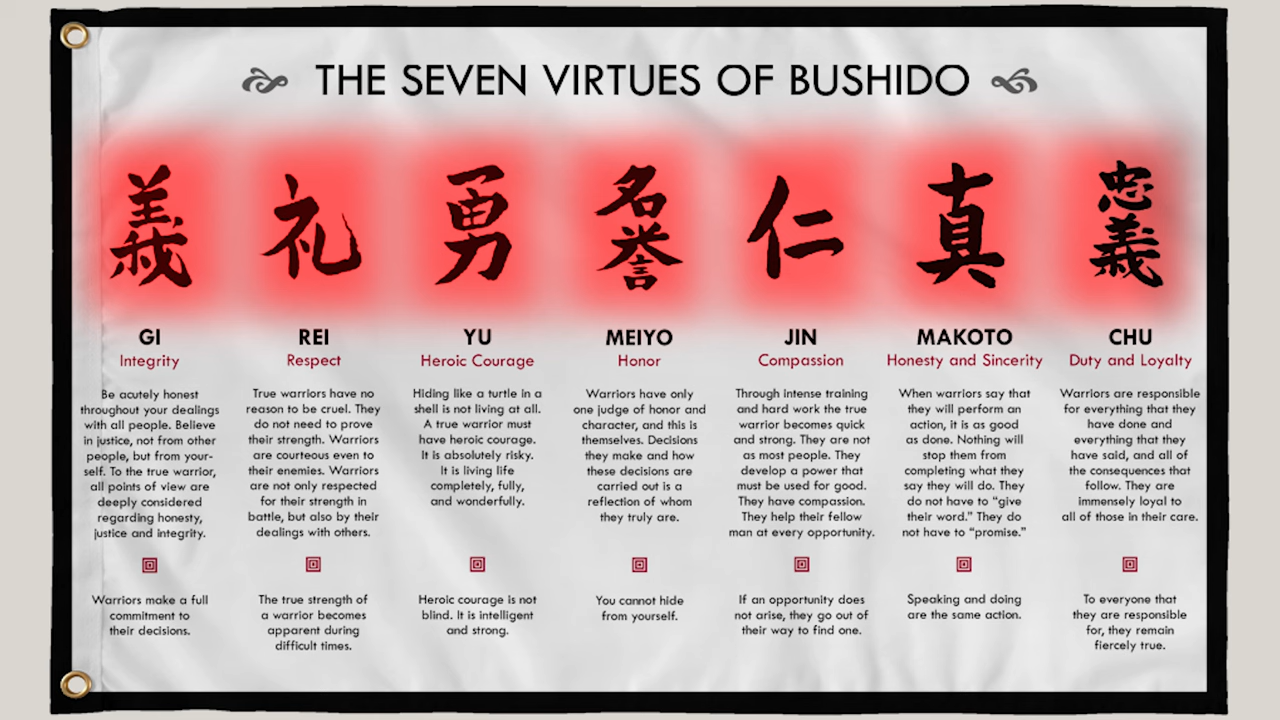 THE SEVEN VIRTUES OF BUSHIDO
義
GI
Integrity
Be acutely honest
throughout your dealings
with all people. Believe
in justice, not from other
people, but from your-
self. To the true warrior,
all points of view are
deeply considered
regarding honesty,
justice and integrity.
Warriors make a full
commitment to
their decisions.
礼
REI
Respect
True warriors have no
reason to be cruel. They
do not need to prove
their strength. Warriors
are courteous even to
their enemies. Warriors
are not only respected
for their strength in
battle, but also by their
dealings with others.
The true strength of
a warrior becomes
apparent during
difficult times.
勇
YU
Heroic Courage
Hiding like a turtle in a
shell is not living at all.
A true warrior must
have heroic courage.
It is absolutely risky.
It is living life
completely, fully,
and wonderfully.
Heroic courage is not
blind. It is intelligent
and strong.
名誉
MEIYO
Honor
Warriors have only
one judge of honor and
character, and this is
themselves. Decisions
they make and how
these decisions are
carried out is a
reflection of whom
they truly are.
You cannot hide
from yourself.
仁
JIN
Compassion
Through intense training
and hard work the true
warrior becomes quick
and strong. They are not
as most people. They
develop a power that
must be used for good.
They have compassion.
They help their fellow
man at every opportunity.
If an opportunity does
not arise, they go out of
their way to find one.
真
MAKOTO
Honesty and Sincerity
When warriors say that
they will perform an
action, it is as good
as done. Nothing will
stop them from
completing what they
say they will do. They
do not have to “give
their word.” They do
not have to “promise.”
Speaking and doing
are the same action.
忠義
CHU
Duty and Loyalty
Warriors are responsible
for everything that they
have done and
everything that they
have said, and all of
the consequences that
follow. They are
immensely loyal to
all of those in their care.
To everyone that
they are responsible
for, they remain
fiercely true.